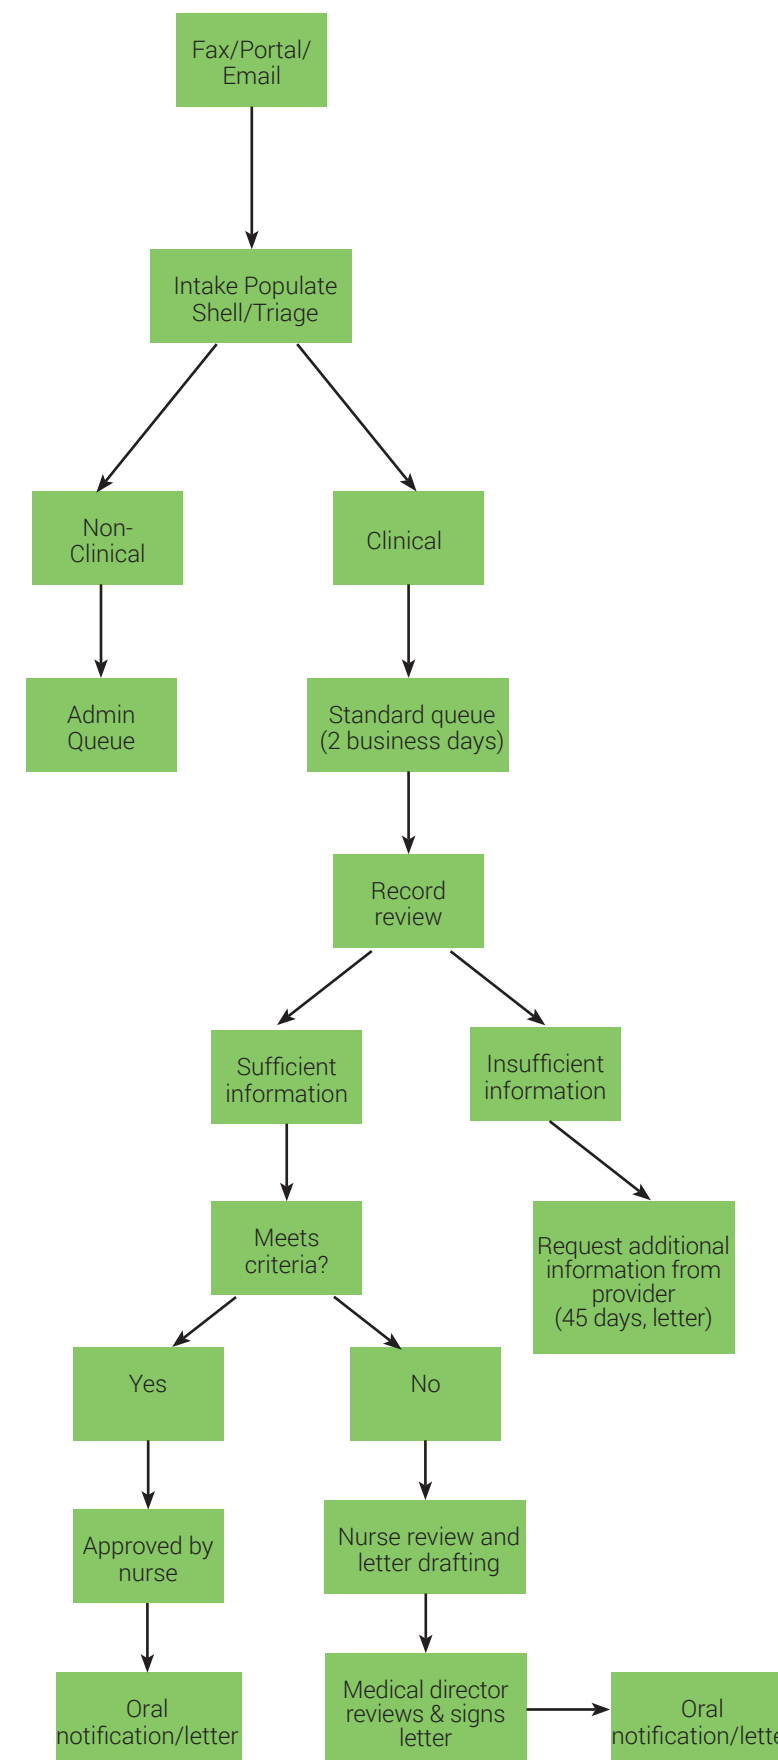 Fax/Portal/
Email
Intake Populate
Shell/Triage
Non-
Clinical
Clinical
Admin
Queue
Standard queue
(2 business days)
Record
review
Sufficient
information
Insufficient
information
Meets
criteria?
Request additional
information from
provider
(45 days, letter)
Yes
No
Approved by
nurse
Nurse review and
letter drafting
Oral
notification/letter
Medical director
reviews & signs
letter
Oral
notification/lette